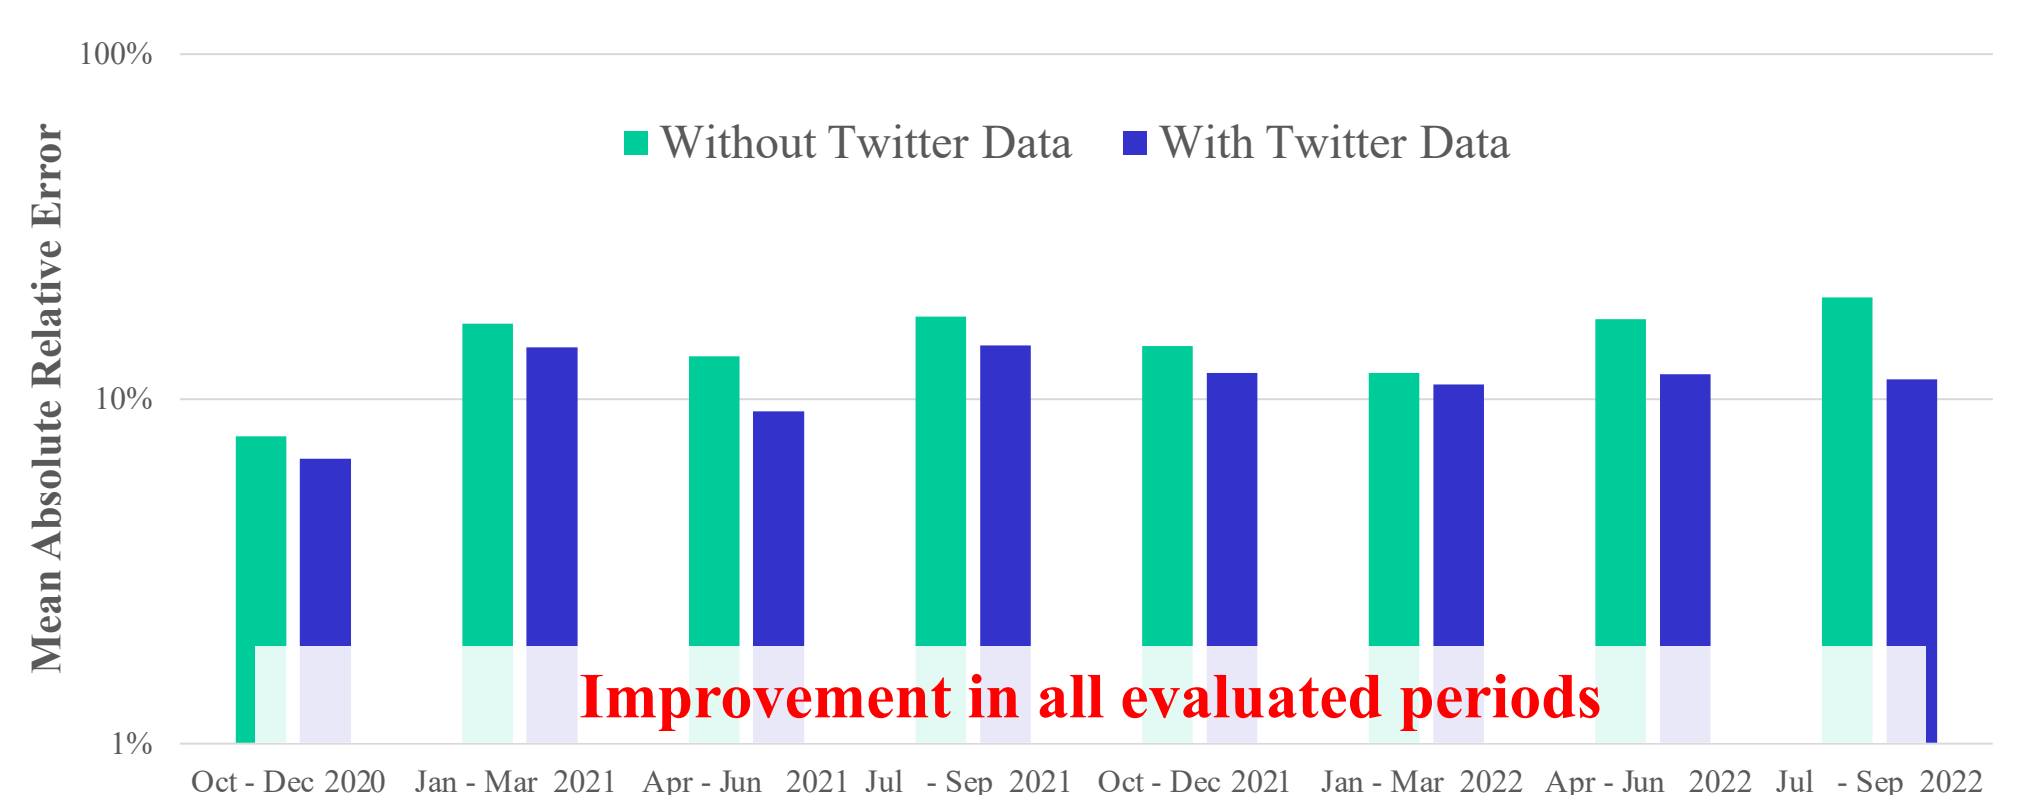 100%
Without Twitter Data
With Twitter Data
Mean Absolute Relative Error
10%
Improvement in all evaluated periods
1%
Oct - Dec 2020 Jan - Mar 2021 Apr - Jun 2021 Jul - Sep 2021 Oct - Dec 2021 Jan - Mar 2022 Apr - Jun 2022 Jul - Sep 2022